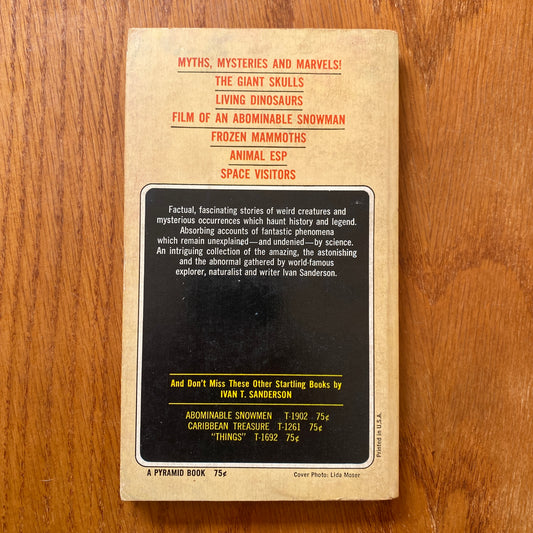 MYTHS, MYSTERIES AND MARVELS!
THE GIANT SKULLS
LIVING DINOSAURS
FILM OF AN ABOMINABLE SNOWMAN
FROZEN MAMMOTHS
ANIMAL ESP
SPACE VISITORS
Factual, fascinating stories of weird creatures and
mysterious occurrences which haunt history and legend.
Absorbing accounts of fantastic phenomena
which remain unexplained—and undenied—by science.
An intriguing collection of the amazing, the astonishing
and the abnormal gathered by world-famous
explorer, naturalist and writer Ivan Sanderson.
And Don't Miss These Other Startling Books by
IVAN T. SANDERSON
ABOMINABLE SNOWMEN T-1902 75¢
CARIBBEAN TREASURE T-1261 75¢
"THINGS" T-1692 75¢
A PYRAMID BOOK 75¢
Cover Photo: Lida Moser
Printed in U.S.A.